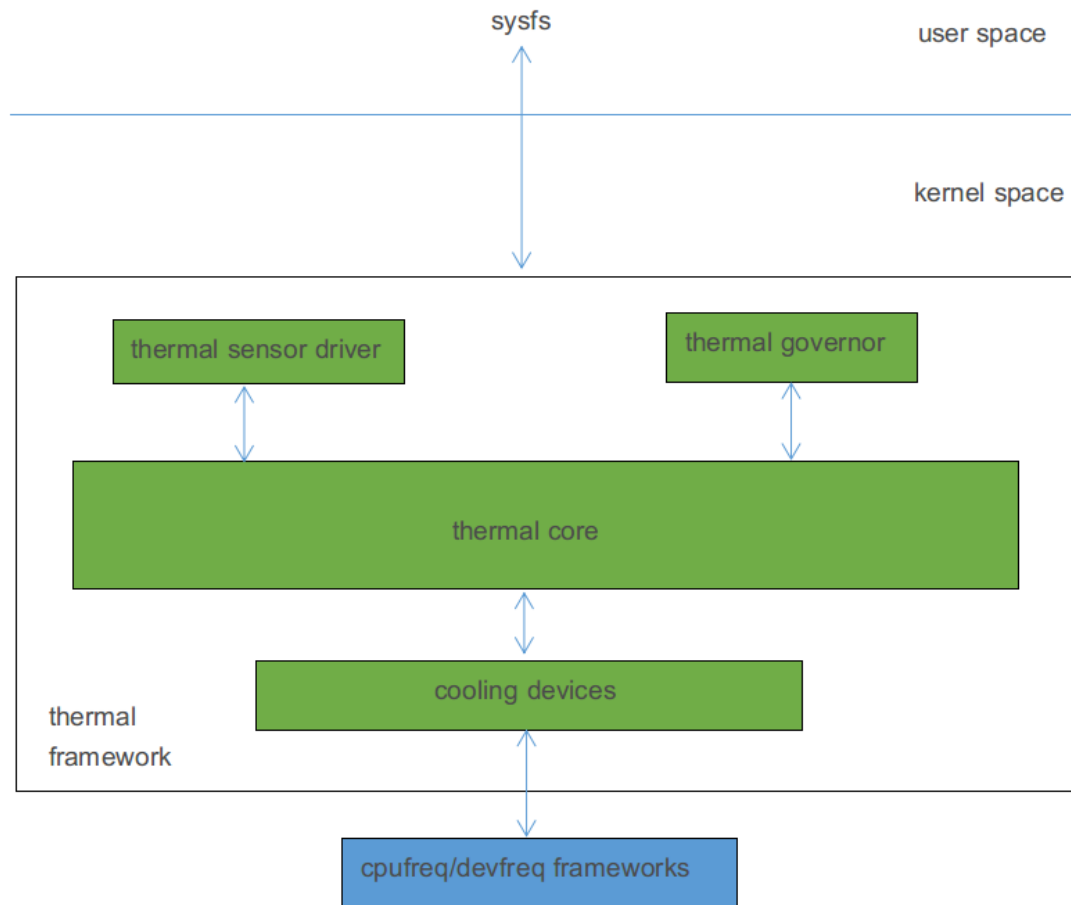 sysfs
user space
kernel space
thermal sensor driver
thermal governor
thermal core
cooling devices
thermal
framework
cpufreq/devfreq frameworks